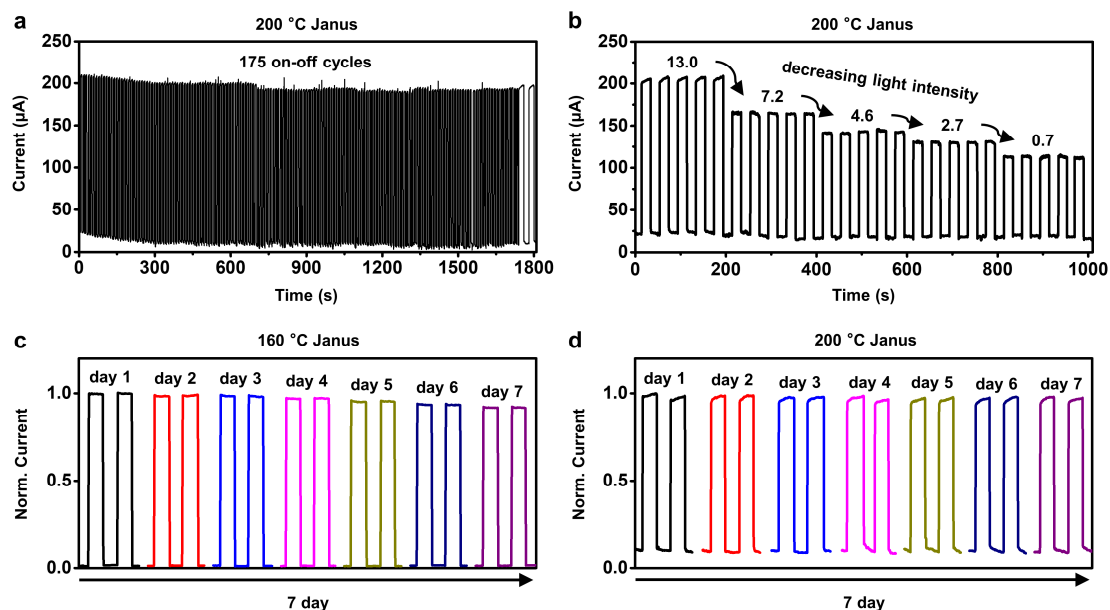 a
200 °C Janus
175 on-off cycles
250
200
150
100
50
0
Current (µA)
0 300 600 900 1200 1500 1800
Time (s)
b
200 °C Janus
13.0
decreasing light intensity
7.2
4.6
2.7
0.7
250
200
150
100
50
0
Current (µA)
0 200 400 600 800 1000
Time (s)
c
160 °C Janus
day 1 day 2 day 3 day 4 day 5 day 6 day 7
1.0
0.5
0.0
Norm. Current
7 day
d
200 °C Janus
day 1 day 2 day 3 day 4 day 5 day 6 day 7
1.0
0.5
0.0
Norm. Current
7 day